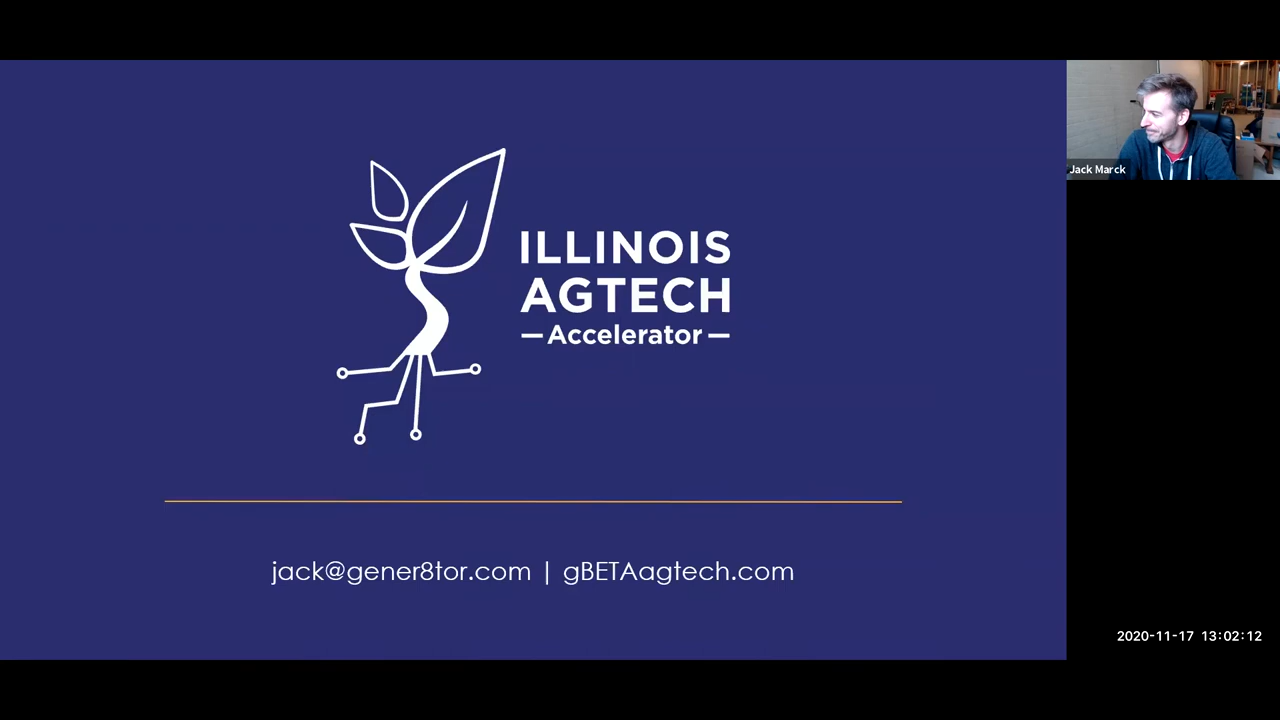 ILLINOIS
AGTECH
— Accelerator —
jack@gener8tor.com | gBETAagtech.com
Jack Marck
2020-11-17 13:02:12